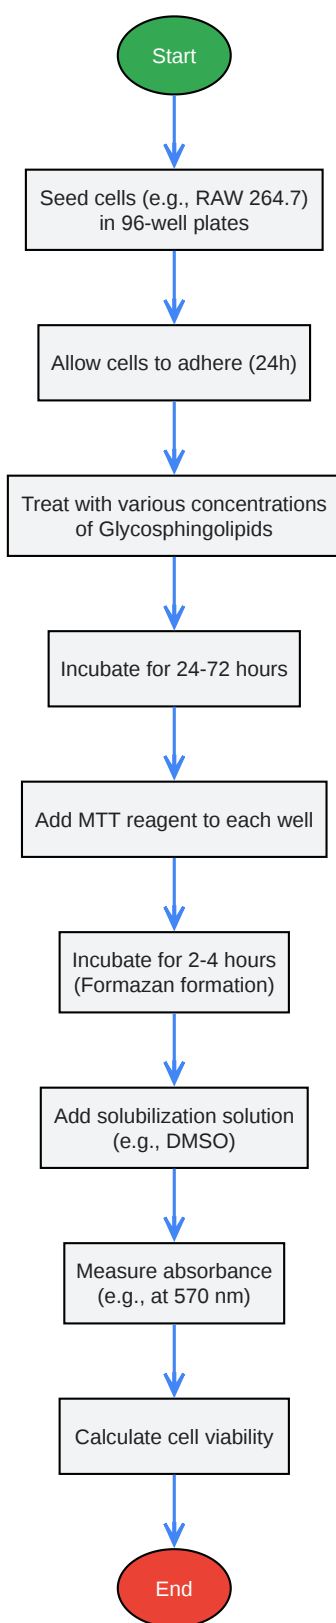 Start
Seed cells (e.g., RAW 264.7)
in 96-well plates
Allow cells to adhere (24h)
Treat with various concentrations
of Glycosphingolipids
Incubate for 24-72 hours
Add MTT reagent to each well
Incubate for 2-4 hours
(Formazan formation)
Add solubilization solution
(e.g., DMSO)
Measure absorbance
(e.g., at 570 nm)
Calculate cell viability
End